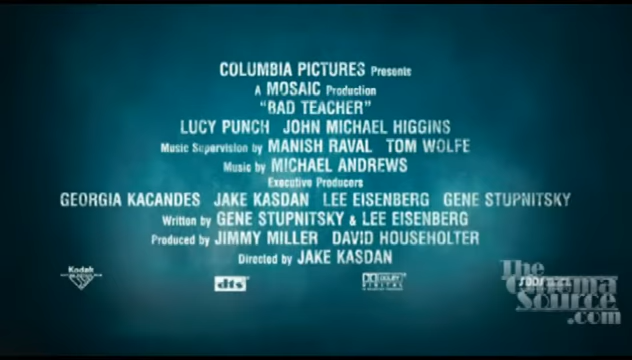 COLUMBIA PICTURES Presents
A MOSAIC Production
"BAD TEACHER"
LUCY PUNCH JOHN MICHAEL HIGGINS
Music Supervision by MANISH RAVAL TOM WOLFE
Music by MICHAEL ANDREWS
Executive Producers
GEORGIA KACANDES JAKE KASDAN LEE EISENBERG GENE STUPNITSKY
Written by GENE STUPNITSKY & LEE EISENBERG
Produced by JIMMY MILLER DAVID HOUSEHOLTER
Directed by JAKE KASDAN
Kodak
dts
DOLBY
DIGITAL
The
Cinema
Source
.com